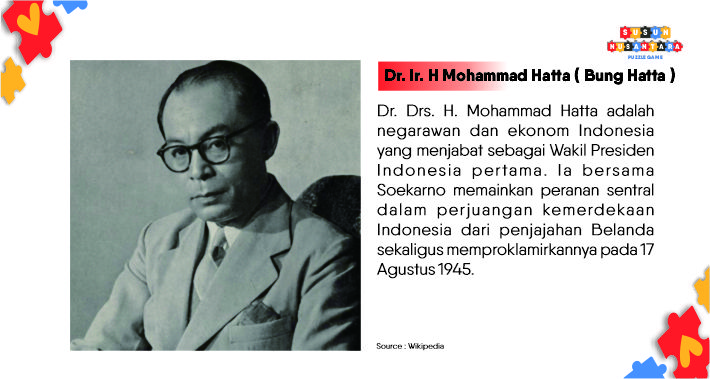 SUSUN
NUSANTARA
PUZZLE GAME
Dr. Ir. H Mohammad Hatta ( Bung Hatta )
Dr. Drs. H. Mohammad Hatta adalah
negarawan dan ekonom Indonesia
yang menjabat sebagai Wakil Presiden
Indonesia pertama. Ia bersama
Soekarno memainkan peranan sentral
dalam perjuangan kemerdekaan
Indonesia dari penjajahan Belanda
sekaligus memproklamirkannya pada 17
Agustus 1945.
Source : Wikipedia